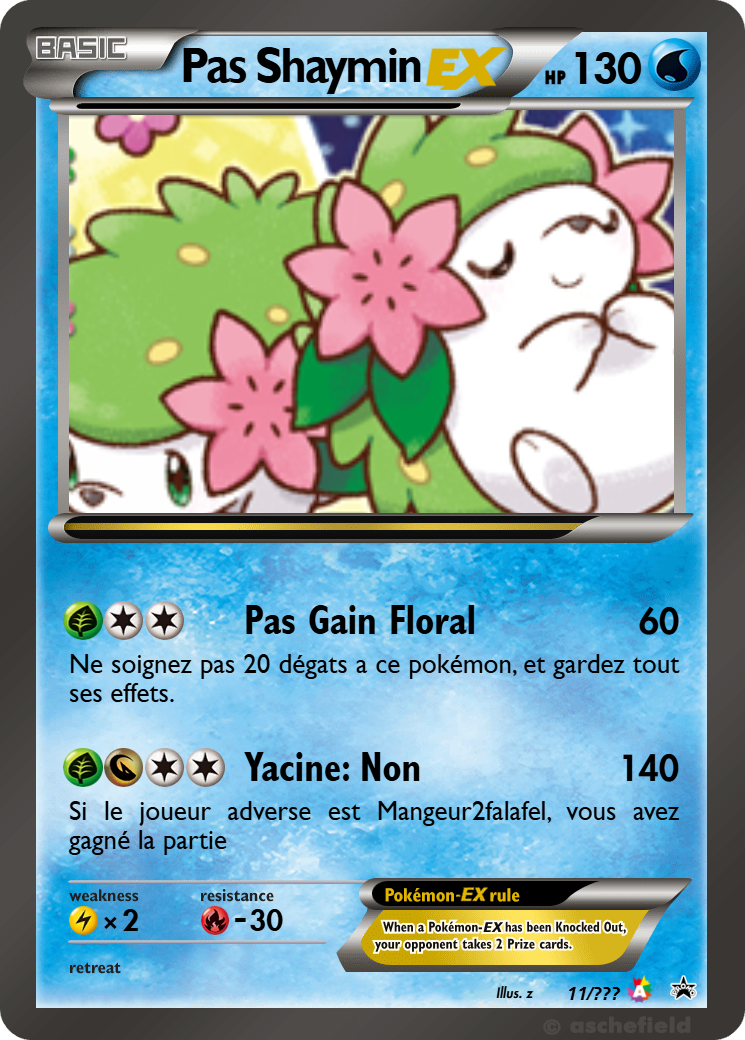 BASIC
Pas Shaymin EX HP 130
Pas Gain Floral 60
Ne soignez pas 20 dégats a ce pokémon, et gardez tout
ses effets.
Yacine: Non 140
Si le joueur adverse est Mangeur2falafel, vous avez
gagné la partie
weakness
×2
resistance
-30
retreat
Pokémon-EX rule
When a Pokémon-EX has been Knocked Out,
your opponent takes 2 Prize cards.
Illus. z 11/??? A
© aschefield